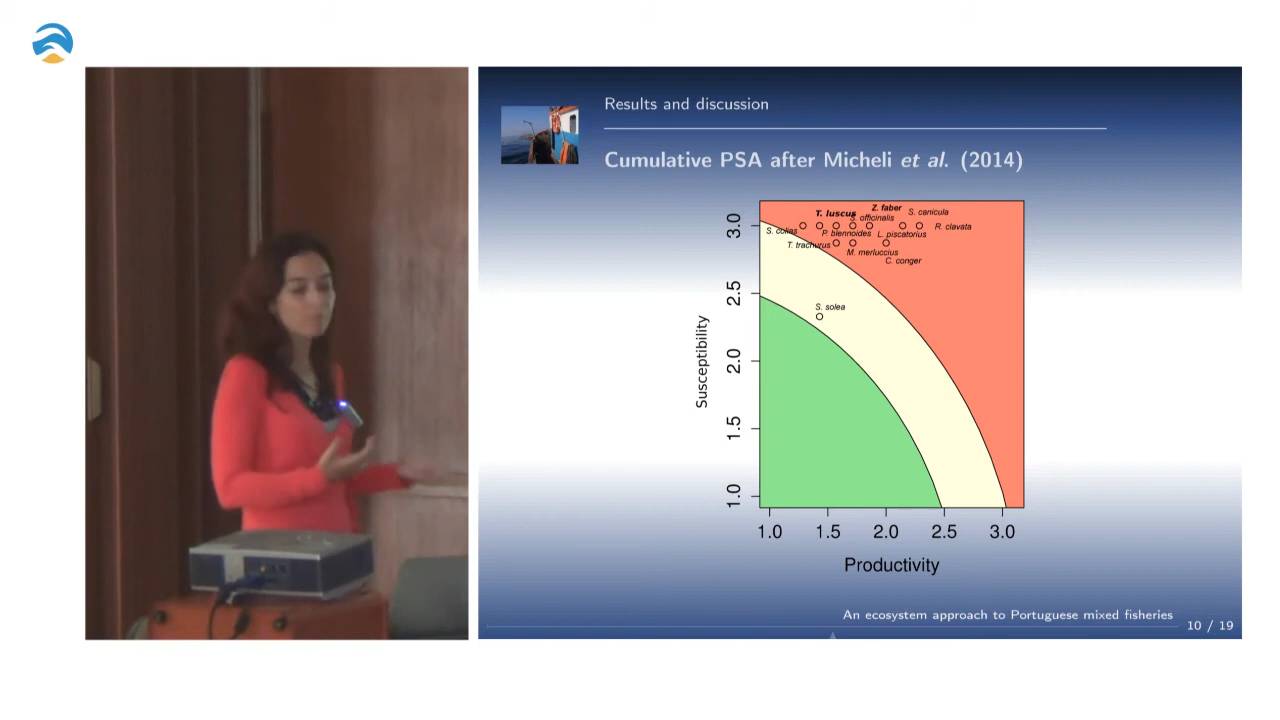 Results and discussion
Cumulative PSA after Micheli et al. (2014)
Z. faber
T. luscus
S. canicula
S. officinalis
S. colias
R. clavata
P. blennoides
L. piscatorius
T. trachurus
M. merluccius
C. conger
S. solea
3.0
2.5
2.0
1.5
1.0
Susceptibility
1.0 1.5 2.0 2.5 3.0
Productivity
An ecosystem approach to Portuguese mixed fisheries
10 / 19